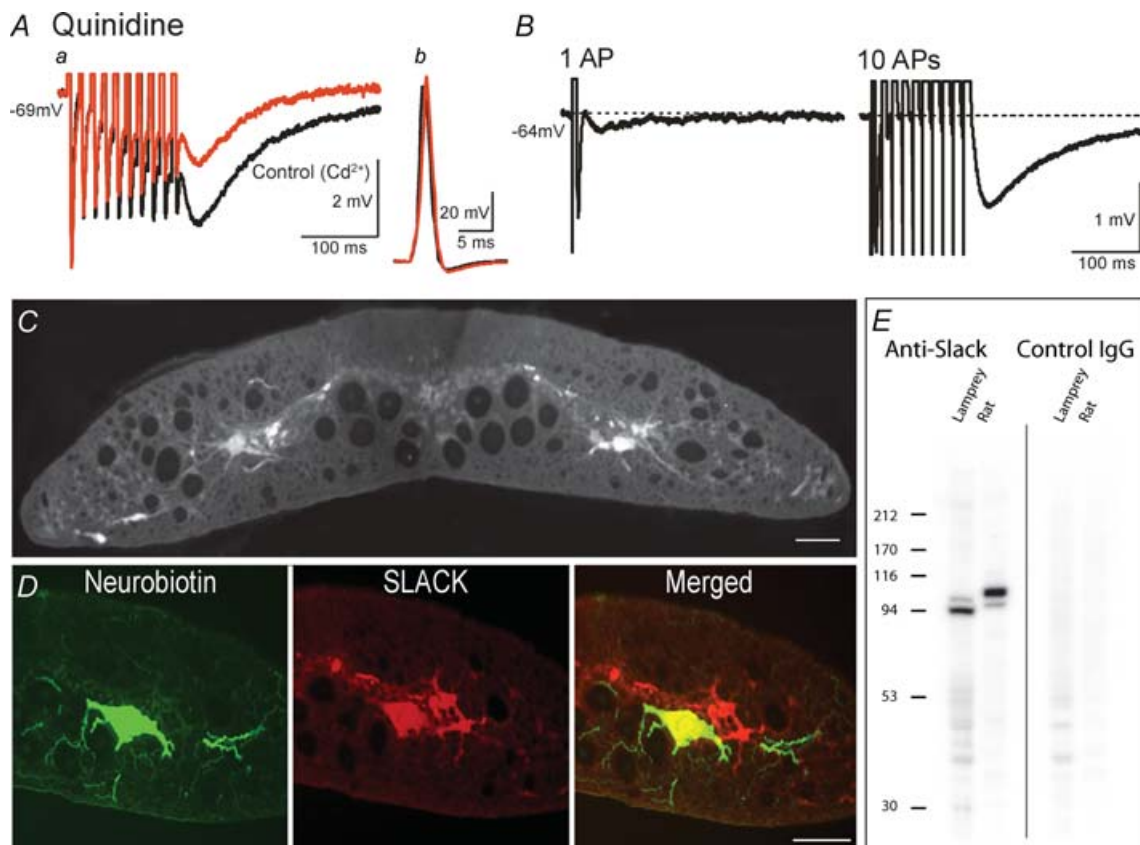 A Quinidine
a
b
-69mV
Control (Cd²⁺)
2 mV
100 ms
20 mV
5 ms
B
1 AP
10 APs
-64mV
1 mV
100 ms
C
D Neurobiotin
SLACK
Merged
E
Anti-Slack Control IgG
Lamprey Rat Lamprey Rat
212
170
116
94
53
30